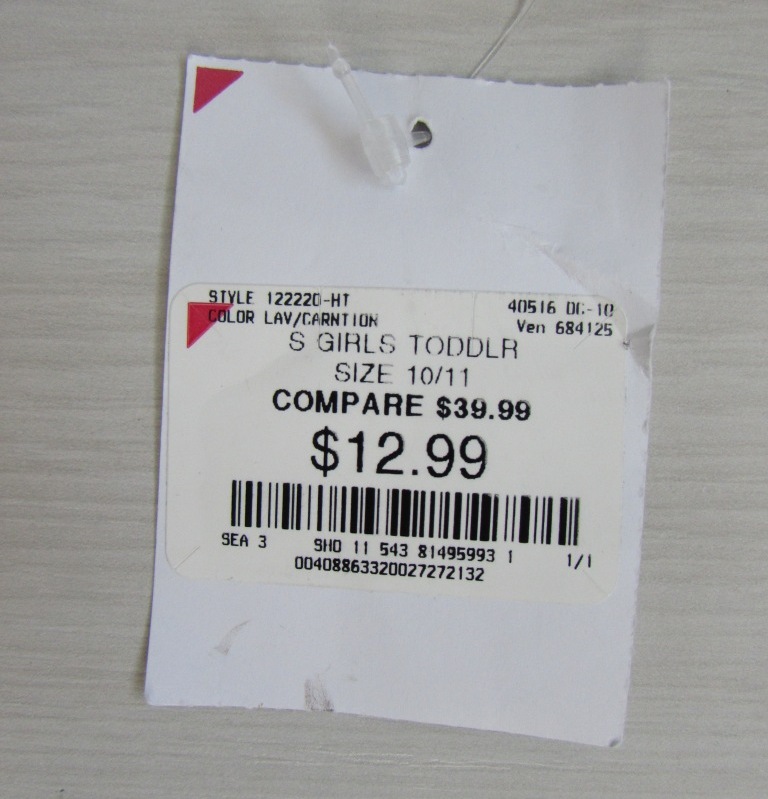 STYLE 122220-HT
COLOR LAV/CARNTION
40516 DC-10
Ven 684125
S GIRLS TODDLR
SIZE 10/11
COMPARE $39.99
$12.99
SEA 3 SHO 11 543 81495993 1 1/1
00408863320027272132